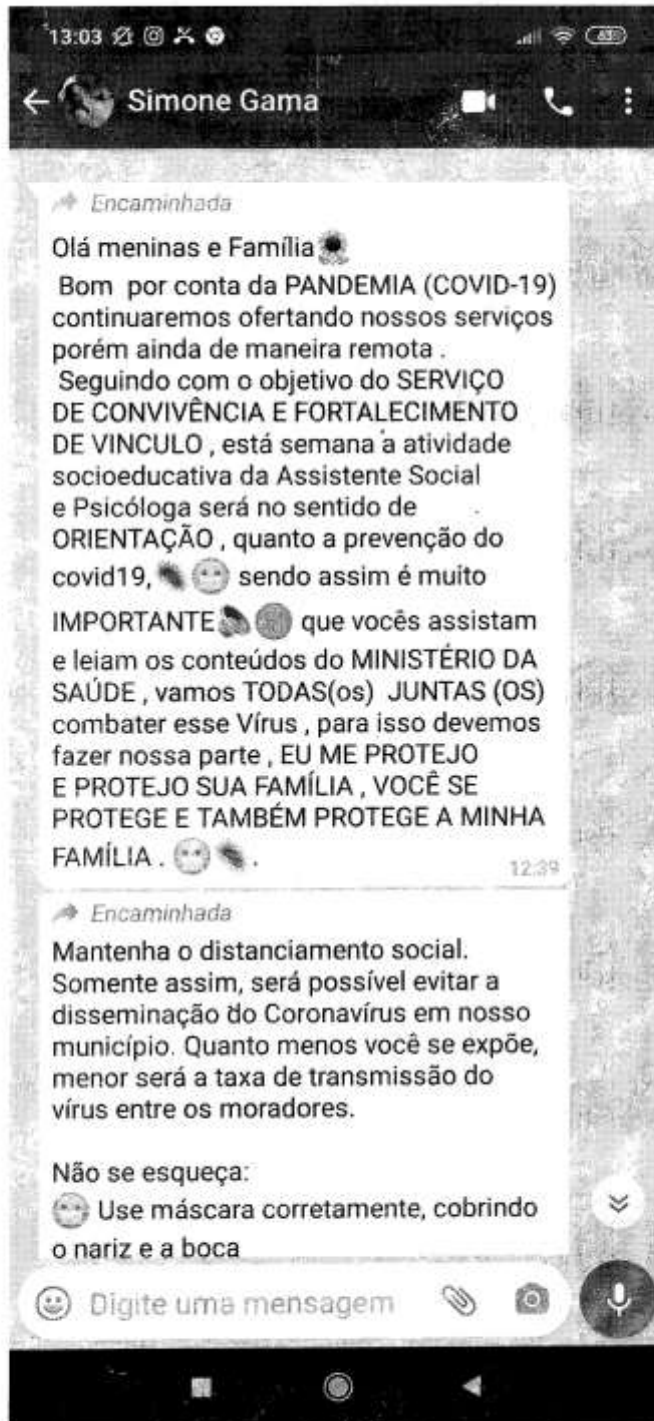 13:03
63
Simone Gama
Encaminhada
Olá meninas e Família
Bom por conta da PANDEMIA (COVID-19)
continuaremos ofertando nossos serviços
porém ainda de maneira remota .
Seguindo com o objetivo do SERVIÇO
DE CONVIVÊNCIA E FORTALECIMENTO
DE VINCULO , está semana a atividade
socioeducativa da Assistente Social
e Psicóloga será no sentido de
ORIENTAÇÃO , quanto a prevenção do
covid19, 😷 sendo assim é muito
IMPORTANTE que vocês assistam
e leiam os conteúdos do MINISTÉRIO DA
SAÚDE , vamos TODAS(os) JUNTAS (OS)
combater esse Vírus , para isso devemos
fazer nossa parte , EU ME PROTEJO
E PROTEJO SUA FAMÍLIA , VOCÊ SE
PROTEGE E TAMBÉM PROTEGE A MINHA
FAMÍLIA . 😷 .
12:39
Encaminhada
Mantenha o distanciamento social.
Somente assim, será possível evitar a
disseminação do Coronavírus em nosso
município. Quanto menos você se expõe,
menor será a taxa de transmissão do
vírus entre os moradores.
Não se esqueça:
😷 Use máscara corretamente, cobrindo
o nariz e a boca
Digite uma mensagem